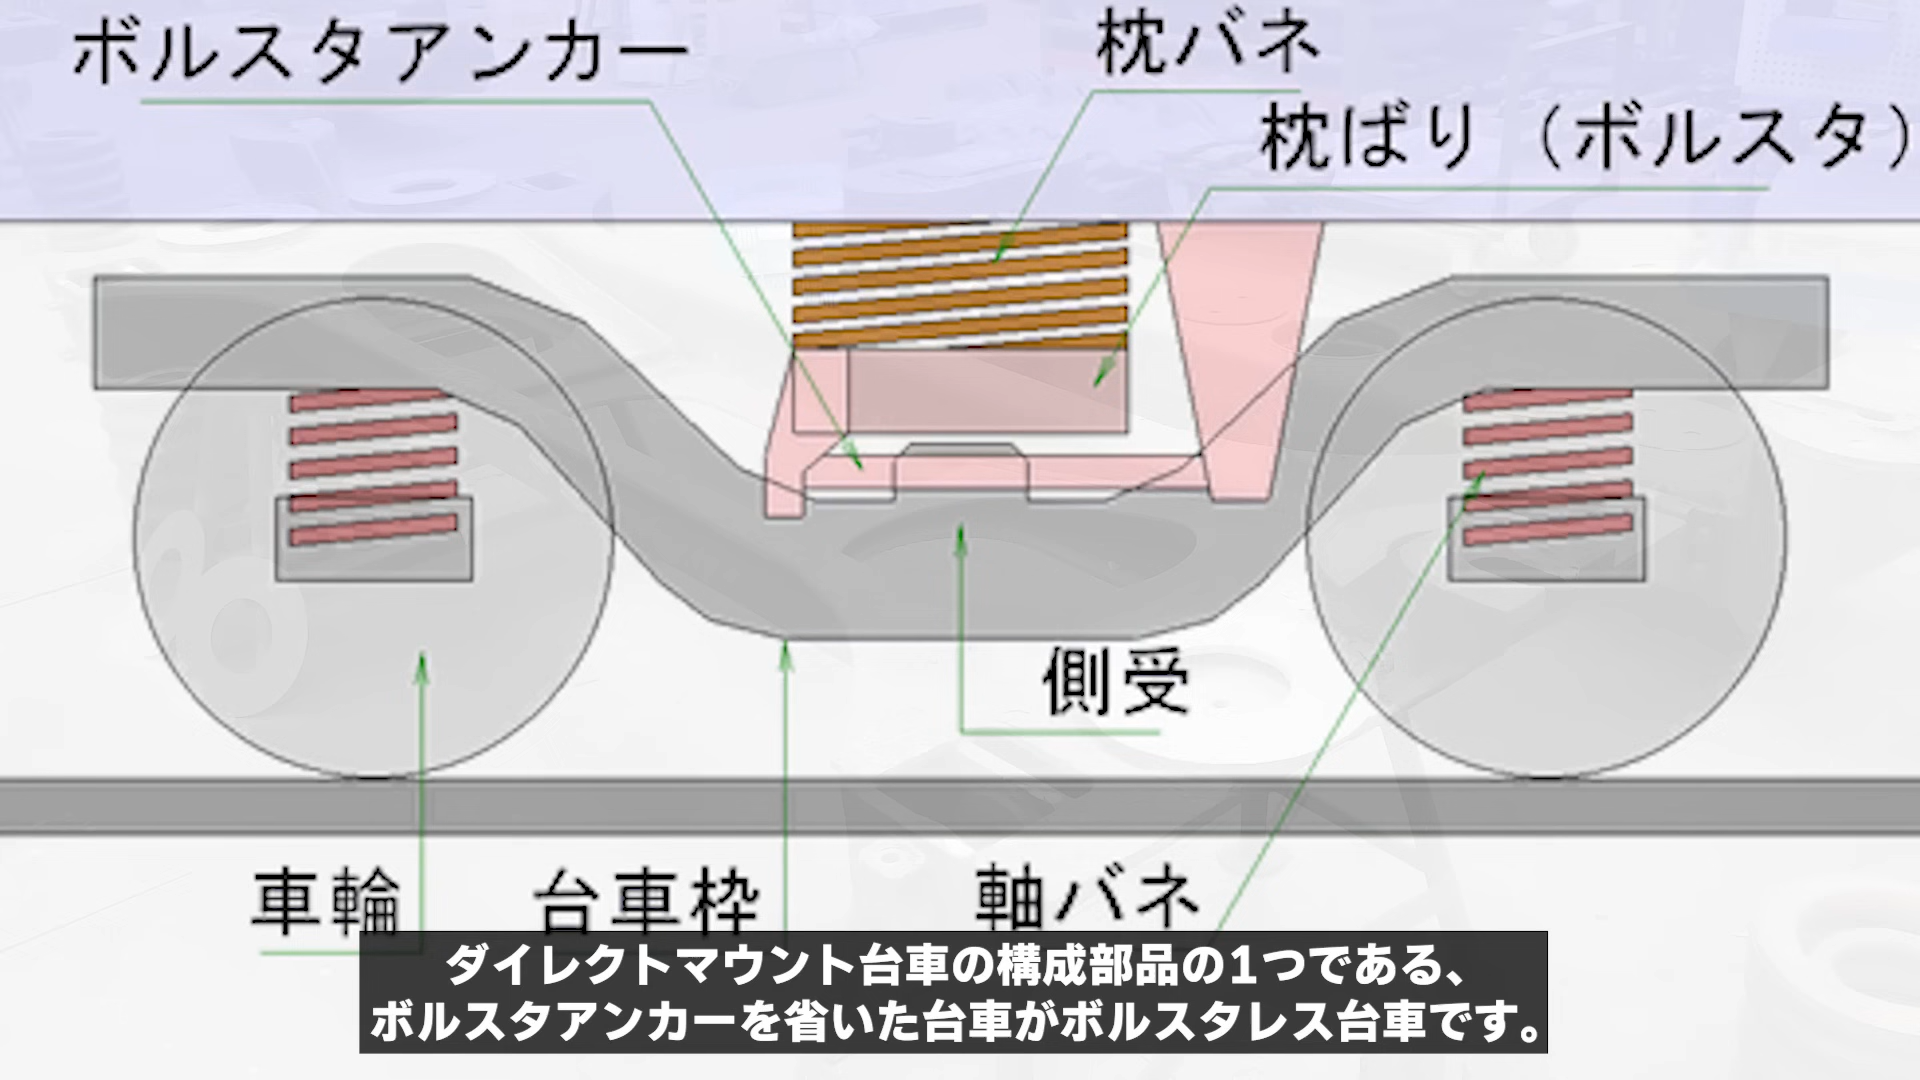 ボルスタアンカー
枕バネ
枕ばり（ボルスタ）
側受
車輪
台車枠
軸バネ
ダイレクトマウント台車の構成部品の1つである、
ボルスタアンカーを省いた台車がボルスタレス台車です。